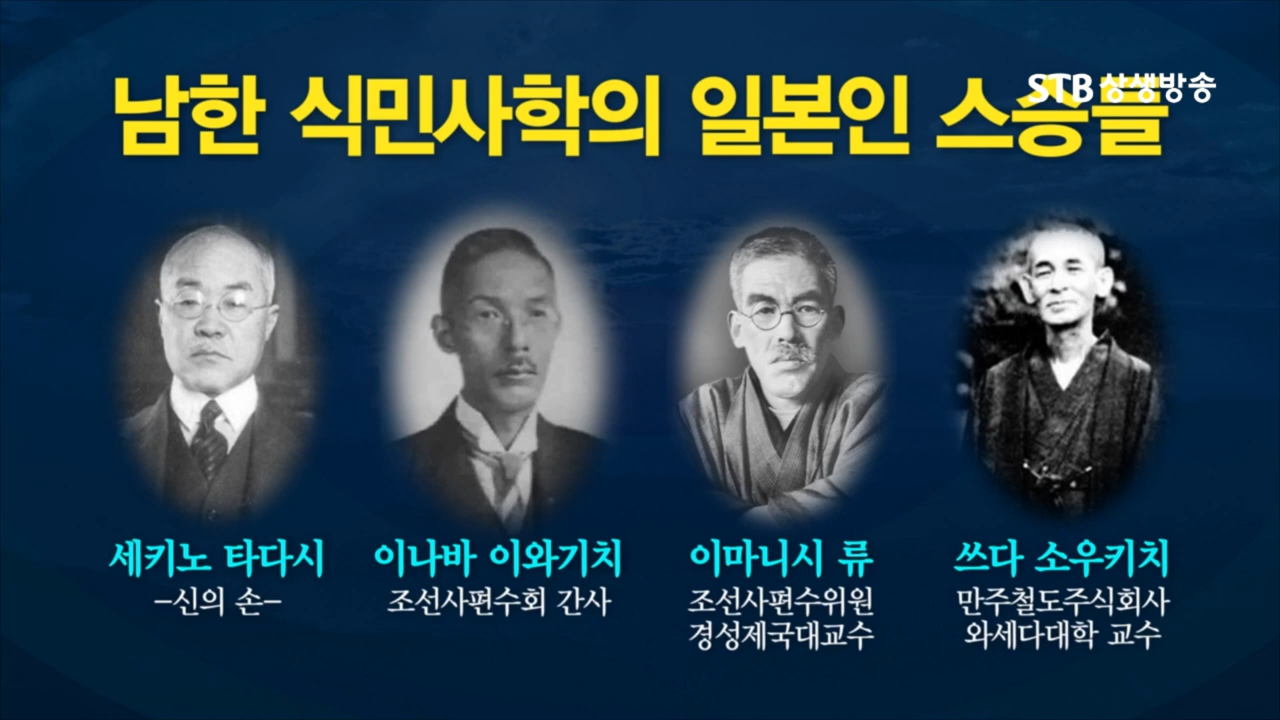 남한 식민사학의 일본인 스승들
STB 상생방송
세키노 타다시
–신의 손–
이나바 이와기치
조선사편수회 간사
이마니시 류
조선사편수위원
경성제국대교수
쓰다 소우키치
만주철도주식회사
와세다대학 교수